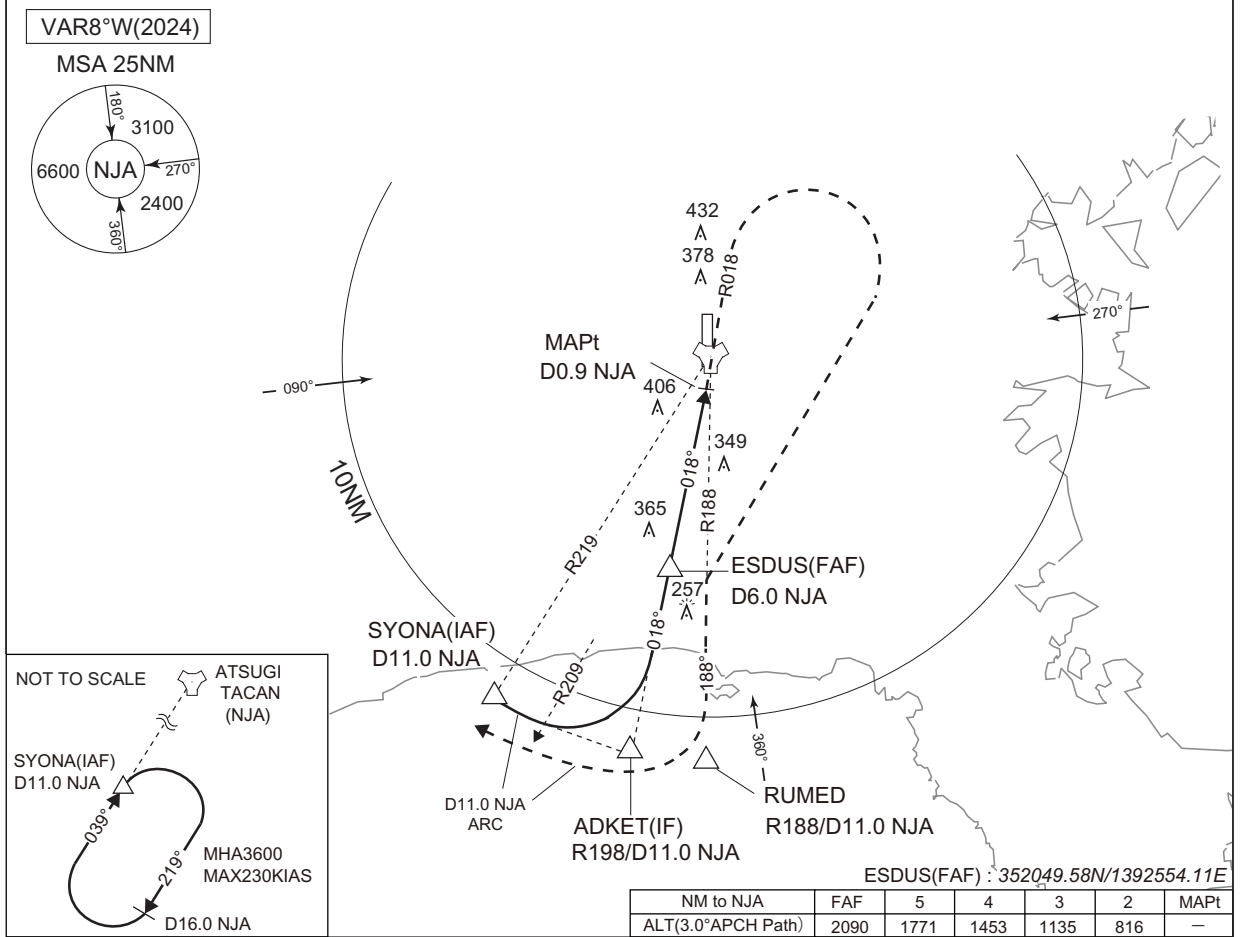 VAR8°W(2024)
MSA 25NM
180°
3100
6600
NJA
270°
2400
360°
432
378
R018
MAPt
D0.9 NJA
270°
090°
406
349
018°
R188
10NM
365
R219
ESDUS(FAF)
D6.0 NJA
257
SYONA(IAF)
D11.0 NJA
018°
R209
188°
360°
D11.0 NJA
ARC
ADKET(IF)
R198/D11.0 NJA
RUMED
R188/D11.0 NJA
NOT TO SCALE
ATSUGI
TACAN
(NJA)
SYONA(IAF)
D11.0 NJA
039°
219°
MHA3600
MAX230KIAS
D16.0 NJA
ESDUS(FAF) : 352049.58N/1392554.11E
NM to NJA FAF 5 4 3 2 MAPt
ALT(3.0°APCH Path) 2090 1771 1453 1135 816 —